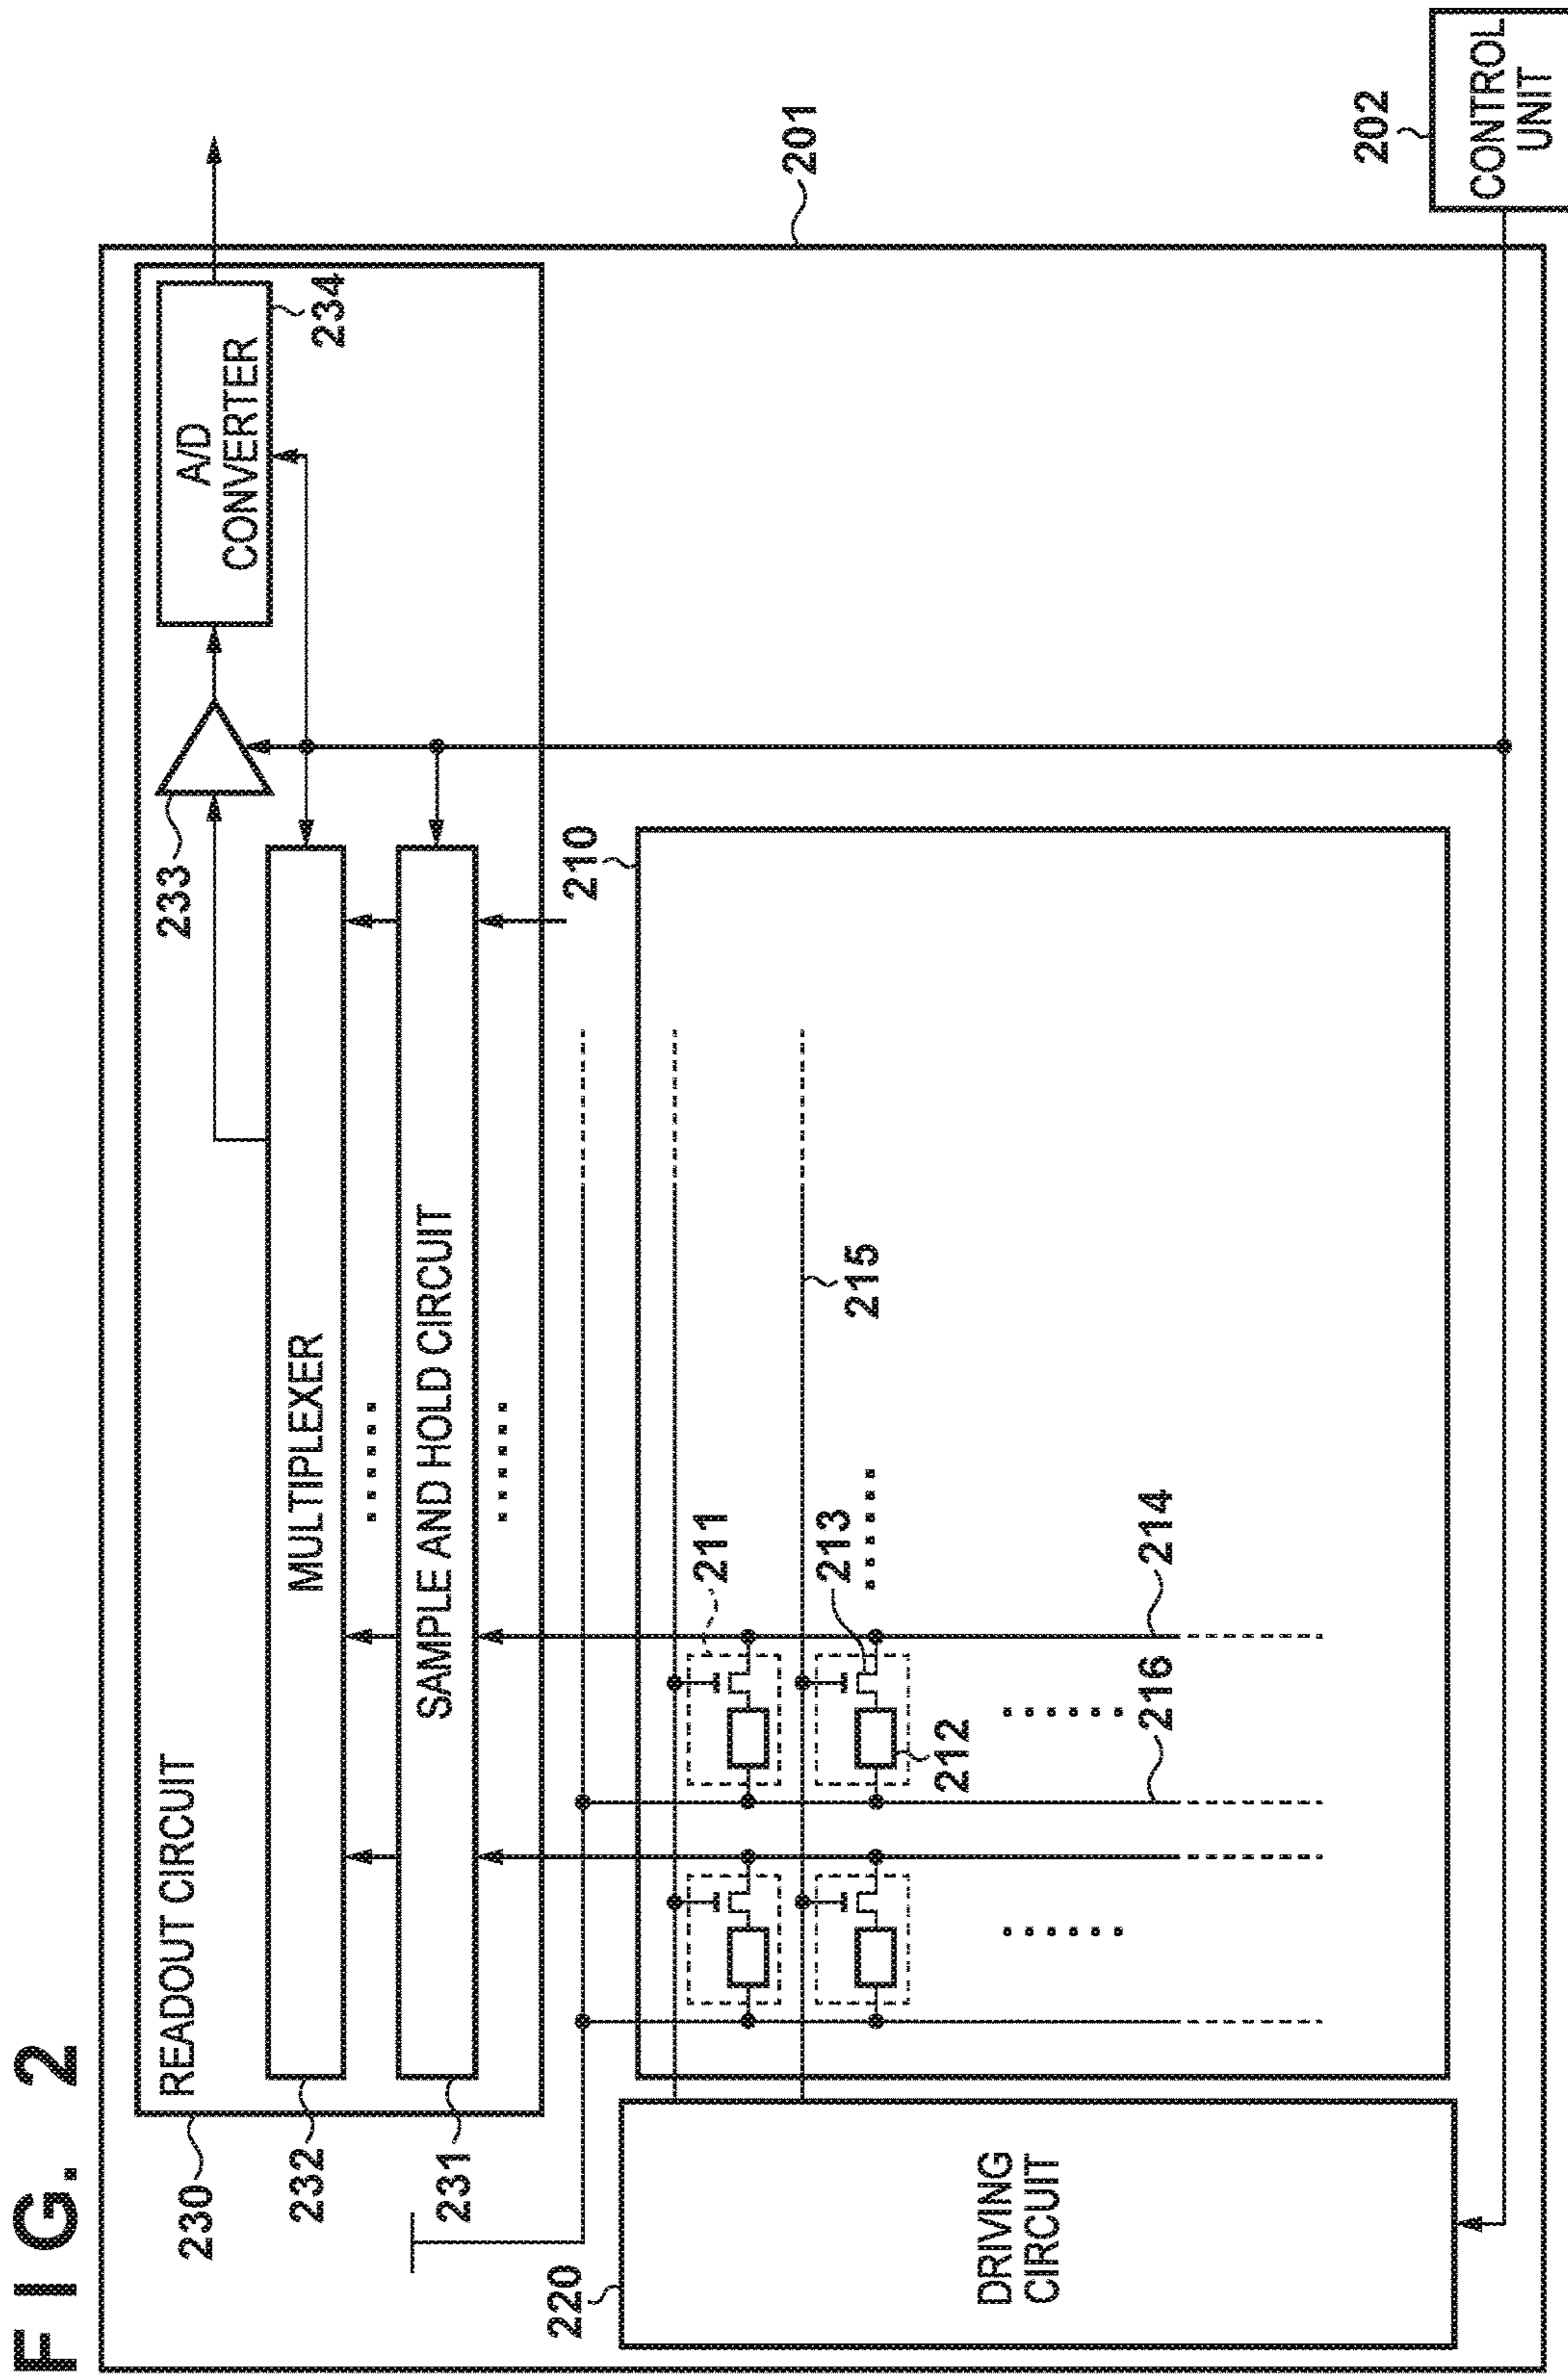 FIG. 2
READOUT CIRCUIT
230
233
A/D
CONVERTER
234
232
MULTIPLEXER
231
SAMPLE AND HOLD CIRCUIT
210
201
220
DRIVING
CIRCUIT
211
213
212
215
216
214
202
CONTROL
UNIT